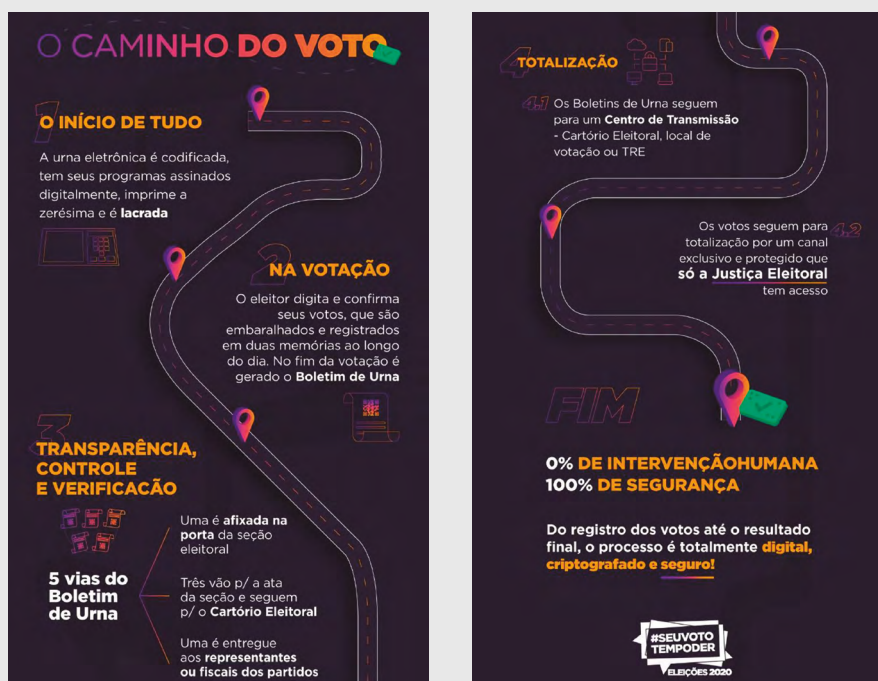 O CAMINHO DO VOTO
1
O INÍCIO DE TUDO
A urna eletrônica é codificada,
tem seus programas assinados
digitalmente, imprime a
zerésima e é lacrada
2
NA VOTAÇÃO
O eleitor digita e confirma
seus votos, que são
embaralhados e registrados
em duas memórias ao longo
do dia. No fim da votação é
gerado o Boletim de Urna
3
TRANSPARÊNCIA,
CONTROLE
E VERIFICACÃO
5 vias do
Boletim
de Urna
Uma é afixada na
porta da seção
eleitoral
Três vão p/ a ata
da seção e seguem
p/ o Cartório Eleitoral
Uma é entregue
aos representantes
ou fiscais dos partidos
4
TOTALIZAÇÃO
4.1
Os Boletins de Urna seguem
para um Centro de Transmissão
- Cartório Eleitoral, local de
votação ou TRE
4.2
Os votos seguem para
totalização por um canal
exclusivo e protegido que
só a Justiça Eleitoral
tem acesso
FIM
0% DE INTERVENÇÃOHUMANA
100% DE SEGURANÇA
Do registro dos votos até o resultado
final, o processo é totalmente digital,
criptografado e seguro!
#SEUVOTO
TEMPODER
ELEIÇÕES 2020